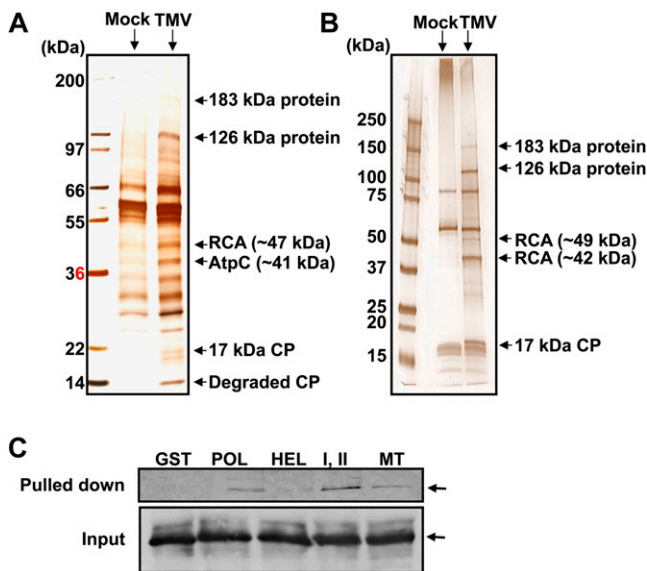 A
Mock TMV
(kDa)
200
97
66
55
36
22
14
183 kDa protein
126 kDa protein
RCA (~47 kDa)
AtpC (~41 kDa)
17 kDa CP
Degraded CP
B
Mock TMV
(kDa)
250
150
100
75
50
37
25
20
15
183 kDa protein
126 kDa protein
RCA (~49 kDa)
RCA (~42 kDa)
17 kDa CP
C
GST POL HEL I, II MT
Pulled down
Input